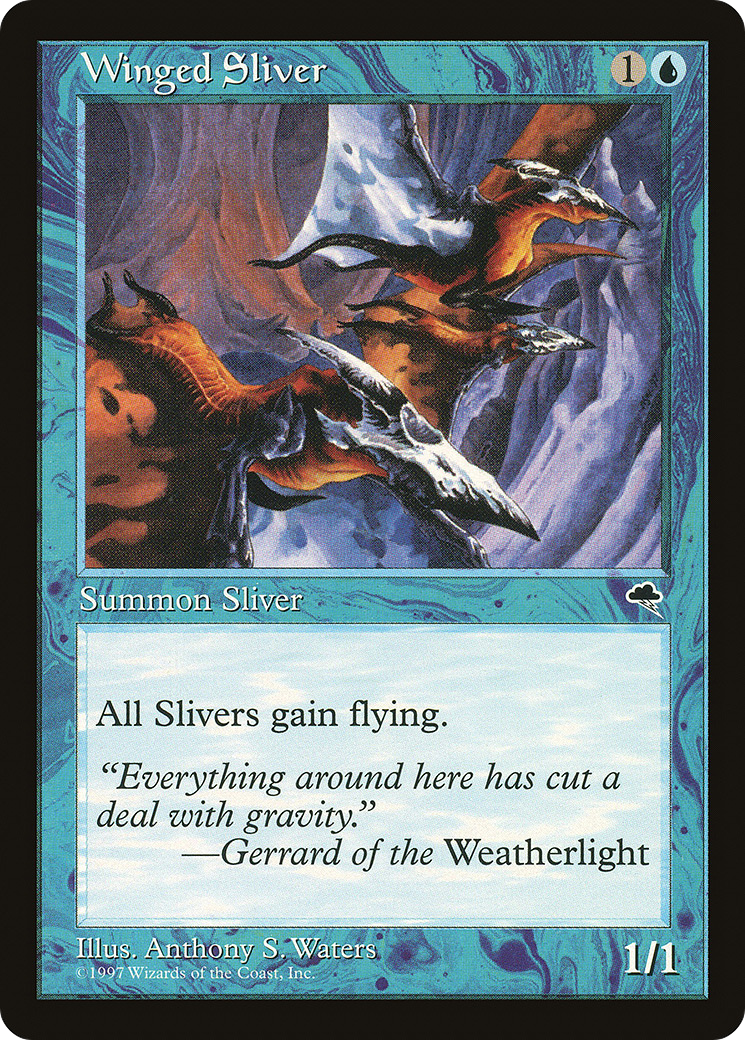 Winged Sliver 1
Summon Sliver
All Slivers gain flying.
“Everything around here has cut a
deal with gravity.”
—Gerrard of the Weatherlight
Illus. Anthony S. Waters
©1997 Wizards of the Coast, Inc.
1/1